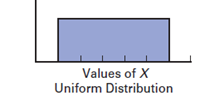 Values of X
Uniform Distribution